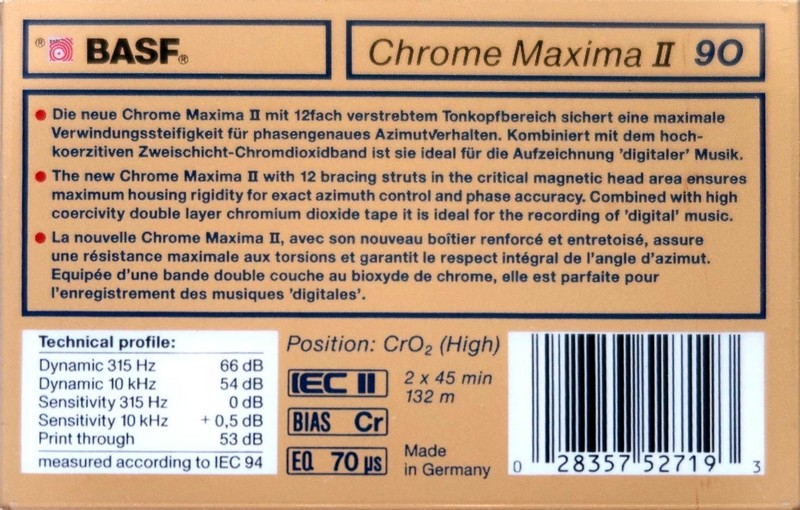 ® BASF®
Chrome Maxima II 90
Die neue Chrome Maxima II mit 12fach verstrebtem Tonkopfbereich sichert eine maximale
Verwindungssteifigkeit für phasengenaues Azimutverhalten. Kombiniert mit dem hoch-
koerzitiven Zweischicht-Chromdioxidband ist sie ideal für die Aufzeichnung 'digitaler' Musik.
The new Chrome Maxima II with 12 bracing struts in the critical magnetic head area ensures
maximum housing rigidity for exact azimuth control and phase accuracy. Combined with high
coercivity double layer chromium dioxide tape it is ideal for the recording of 'digital' music.
La nouvelle Chrome Maxima II, avec son nouveau boîtier renforcé et entretoisé, assure
une résistance maximale aux torsions et garantit le respect intégral de l'angle d'azimut.
Equipée d'une bande double couche au bioxyde de chrome, elle est parfaite pour
l'enregistrement des musiques 'digitales'.
Technical profile:
Dynamic 315 Hz 66 dB
Dynamic 10 kHz 54 dB
Sensitivity 315 Hz 0 dB
Sensitivity 10 kHz + 0,5 dB
Print through 53 dB
measured according to IEC 94
Position: CrO₂ (High)
IEC II
BIAS Cr
EQ 70 µs
2 x 45 min
132 m
Made
in Germany
0 28357 52719 3